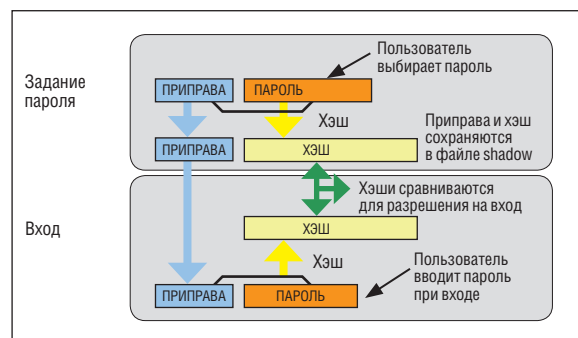 Пользователь
выбирает пароль
Задание
пароля
ПРИПРАВА
ПАРОЛЬ
Хэш
Приправа и хэш
сохраняются
в файле shadow
ПРИПРАВА
ХЭШ
Хэши сравниваются
для разрешения на вход
Вход
ХЭШ
Хэш
Пользователь
вводит пароль
при входе
ПРИПРАВА
ПАРОЛЬ